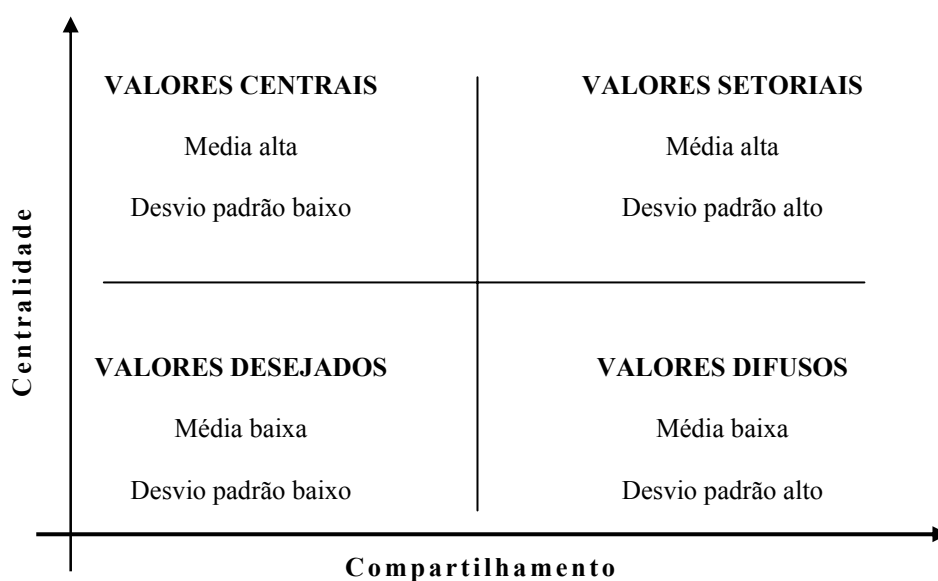 VALORES CENTRAIS
Media alta
Desvio padrão baixo
VALORES SETORIAIS
Média alta
Desvio padrão alto
Centralidade
VALORES DESEJADOS
Média baixa
Desvio padrão baixo
VALORES DIFUSOS
Média baixa
Desvio padrão alto
Compartilhamento